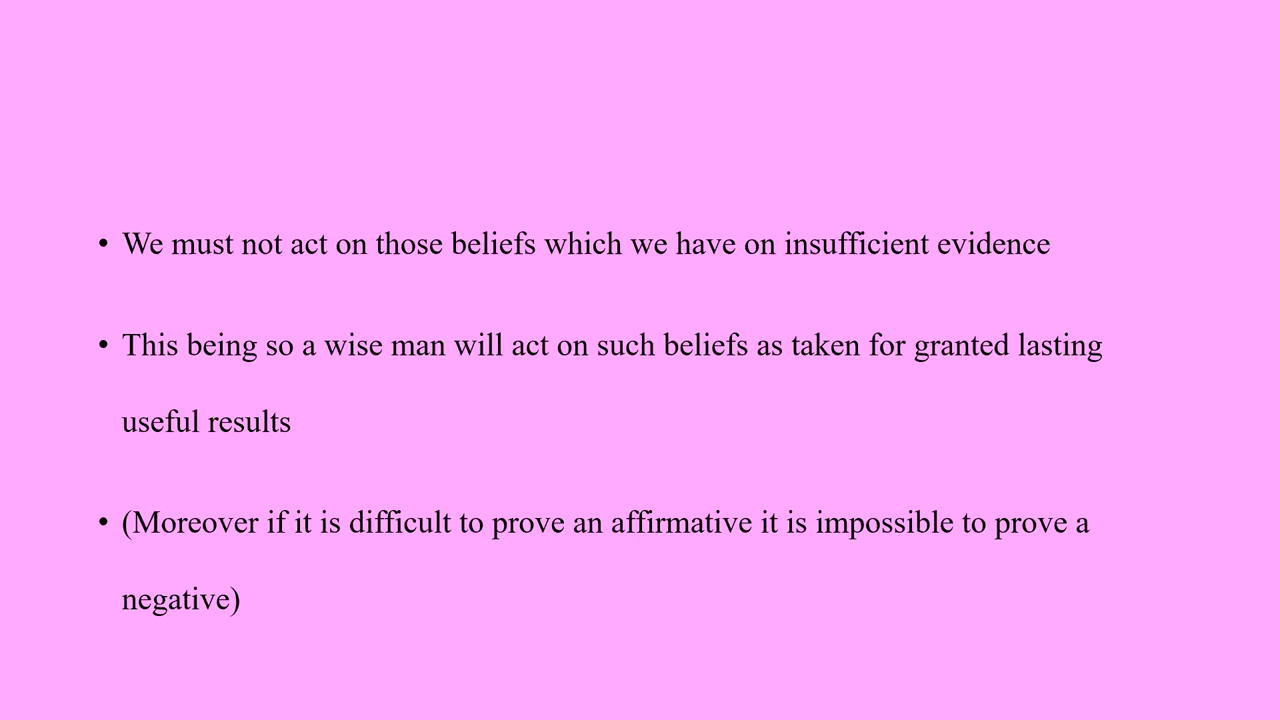 • We must not act on those beliefs which we have on insufficient evidence
• This being so a wise man will act on such beliefs as taken for granted lasting
useful results
• (Moreover if it is difficult to prove an affirmative it is impossible to prove a
negative)